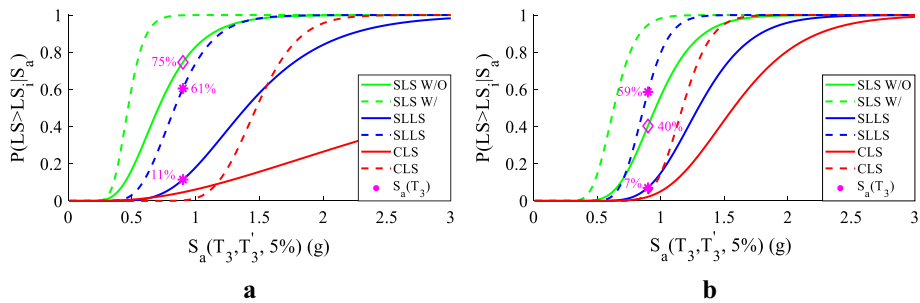 P(LS>LS_i|S_a)
1
0.8
0.6
0.4
0.2
0
75%
61%
11%
SLS W/O
SLS W/
SLLS
SLLS
CLS
CLS
S_a(T_3)
0 0.5 1 1.5 2 2.5 3
S_a(T_3,T_3', 5%) (g)
a
P(LS>LS_i|S_a)
1
0.8
0.6
0.4
0.2
0
59%
40%
7%
SLS W/O
SLS W/
SLLS
SLLS
CLS
CLS
S_a(T_3)
0 0.5 1 1.5 2 2.5 3
S_a(T_3,T_3', 5%) (g)
b